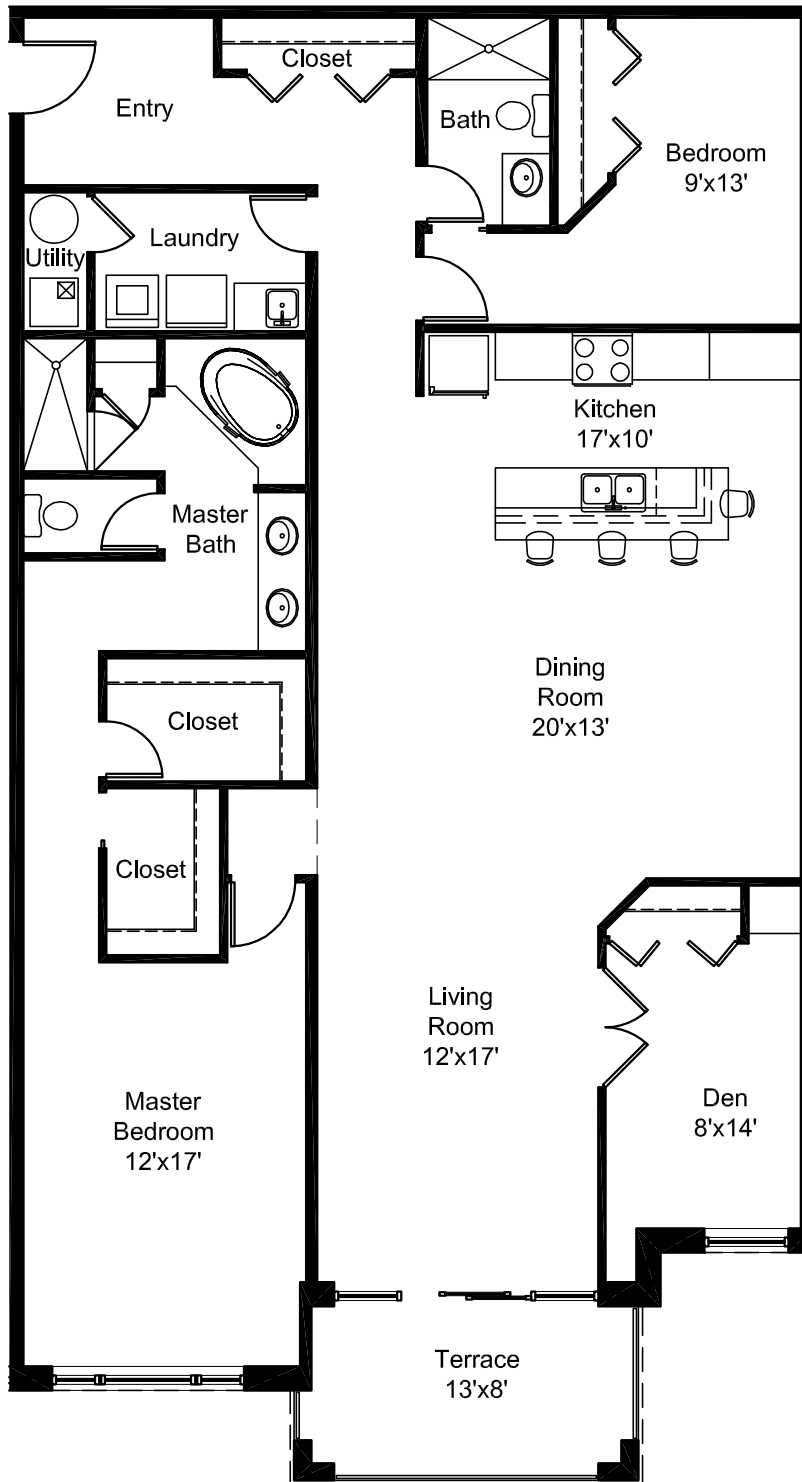 Closet
Entry
Bath
Bedroom
9'x13'
Laundry
Utility
Kitchen
17'x10'
Master
Bath
Dining
Room
20'x13'
Closet
Closet
Living
Room
12'x17'
Master
Bedroom
12'x17'
Den
8'x14'
Terrace
13'x8'